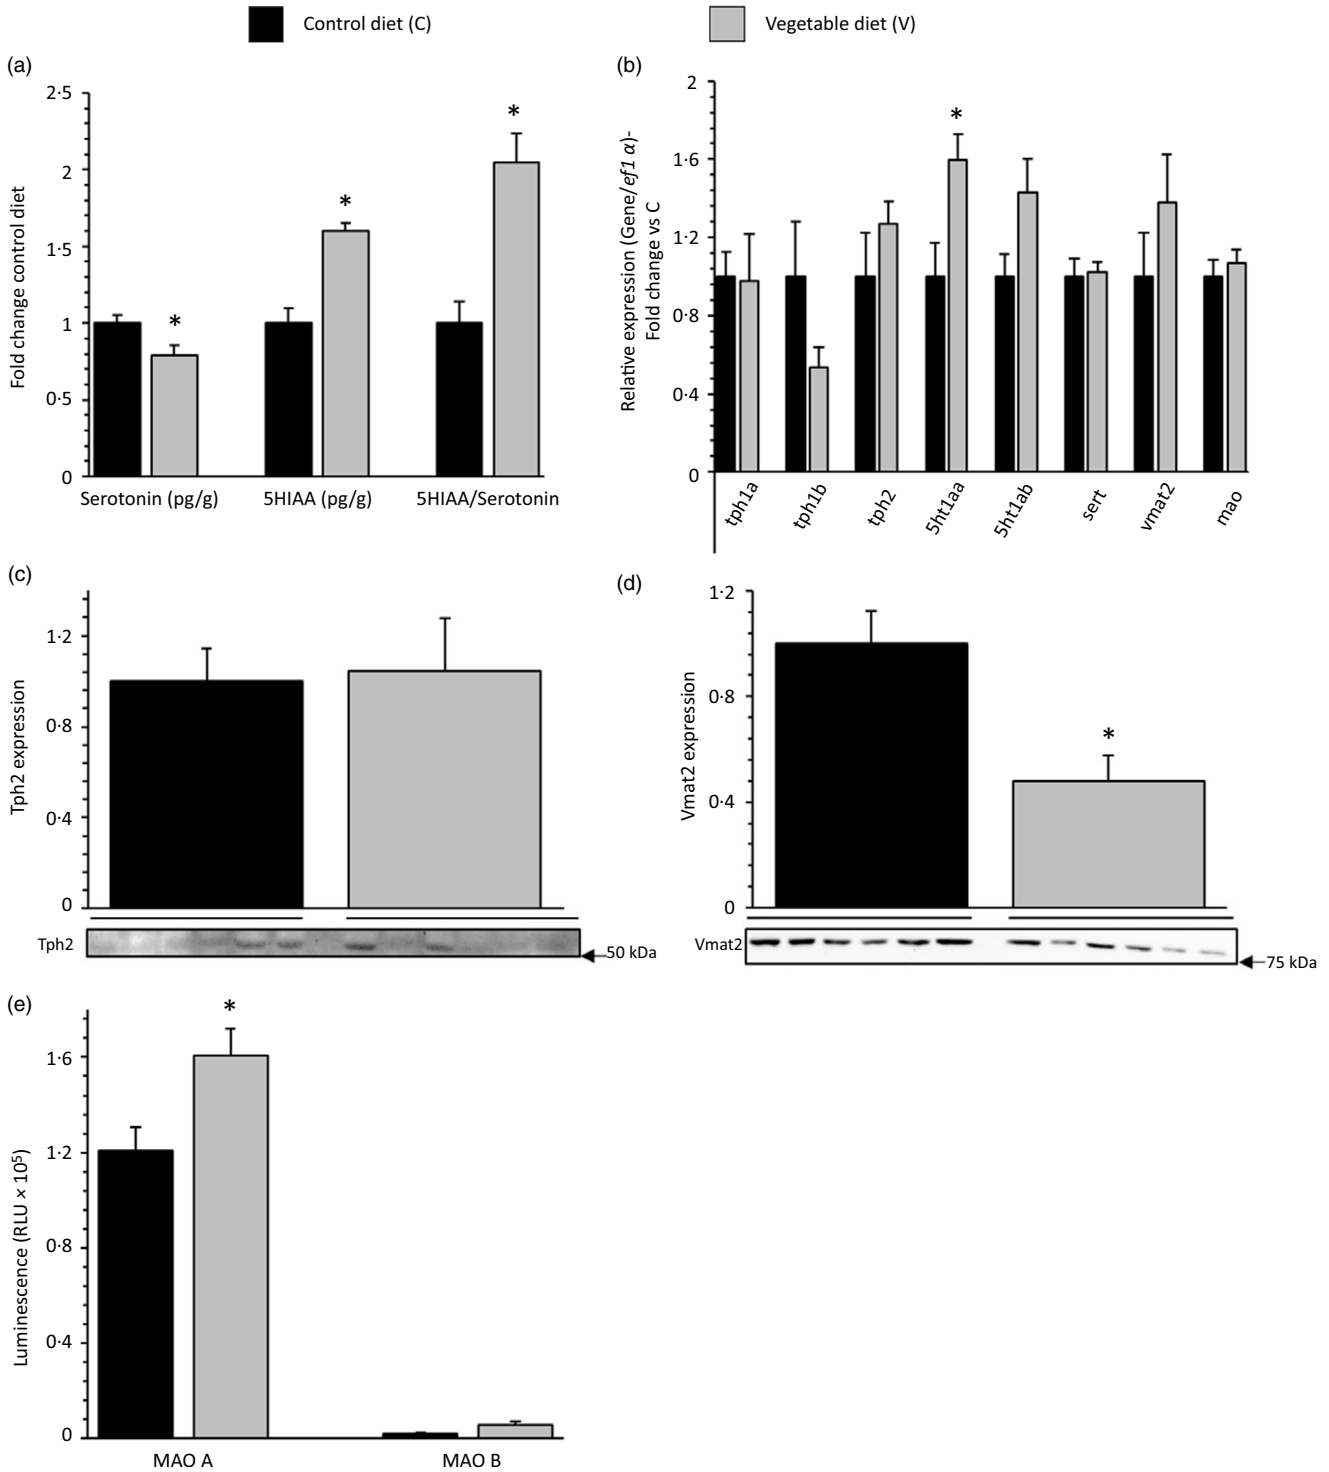 Control diet (C)
Vegetable diet (V)
(a)
2·5
2
1·5
1
0·5
0
Fold change control diet
*
*
*
Serotonin (pg/g)
5HIAA (pg/g)
5HIAA/Serotonin
(b)
2
1·6
1·2
0·8
0·4
0
Relative expression (Gene/ef1 α)-
Fold change vs C
*
tph1a
tph1b
tph2
5ht1aa
5ht1ab
sert
vmat2
mao
(c)
1·2
0·8
0·4
0
Tph2 expression
Tph2
50 kDa
(d)
1·2
0·8
0·4
0
Vmat2 expression
*
Vmat2
75 kDa
(e)
1·6
1·2
0·8
0·4
0
Luminescence (RLU × 10⁵)
*
MAO A
MAO B